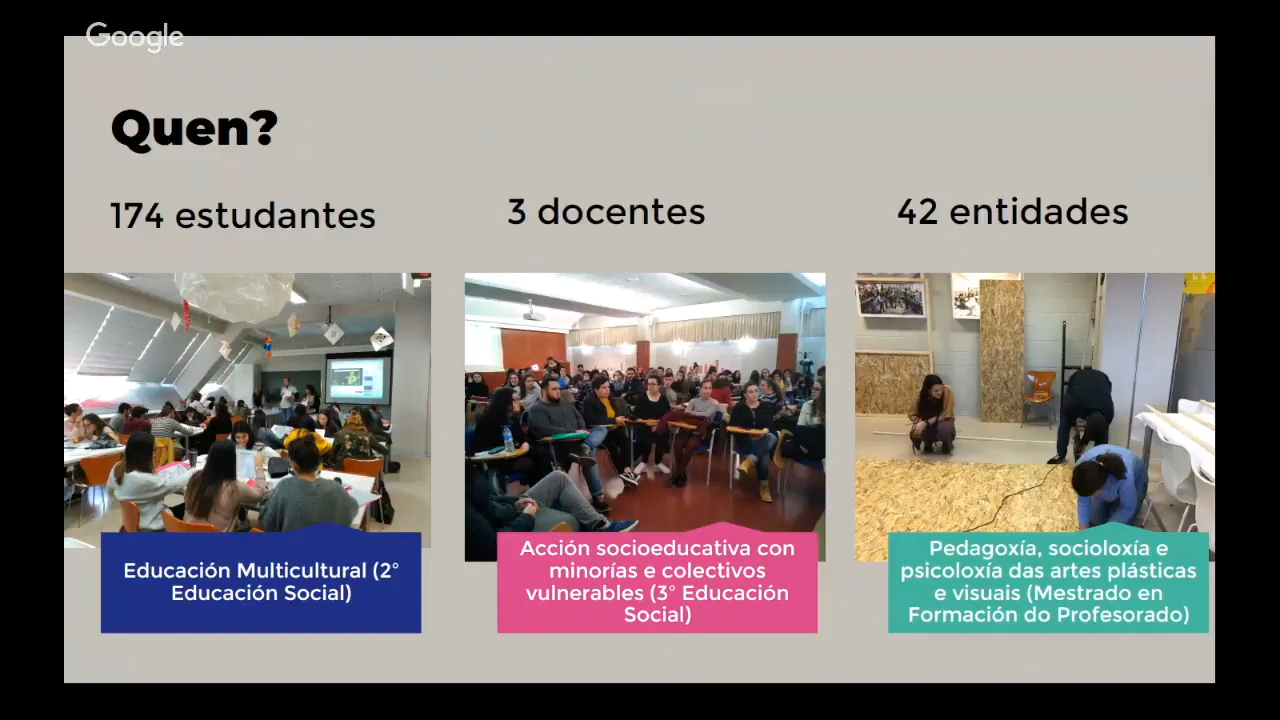 Google
Quen?
174 estudantes
3 docentes
42 entidades
Educación Multicultural (2°
Educación Social)
Acción socioeducativa con
minorías e colectivos
vulnerables (3° Educación
Social)
Pedagoxía, socioloxía e
psicoloxía das artes plásticas
e visuais (Mestrado en
Formación do Profesorado)